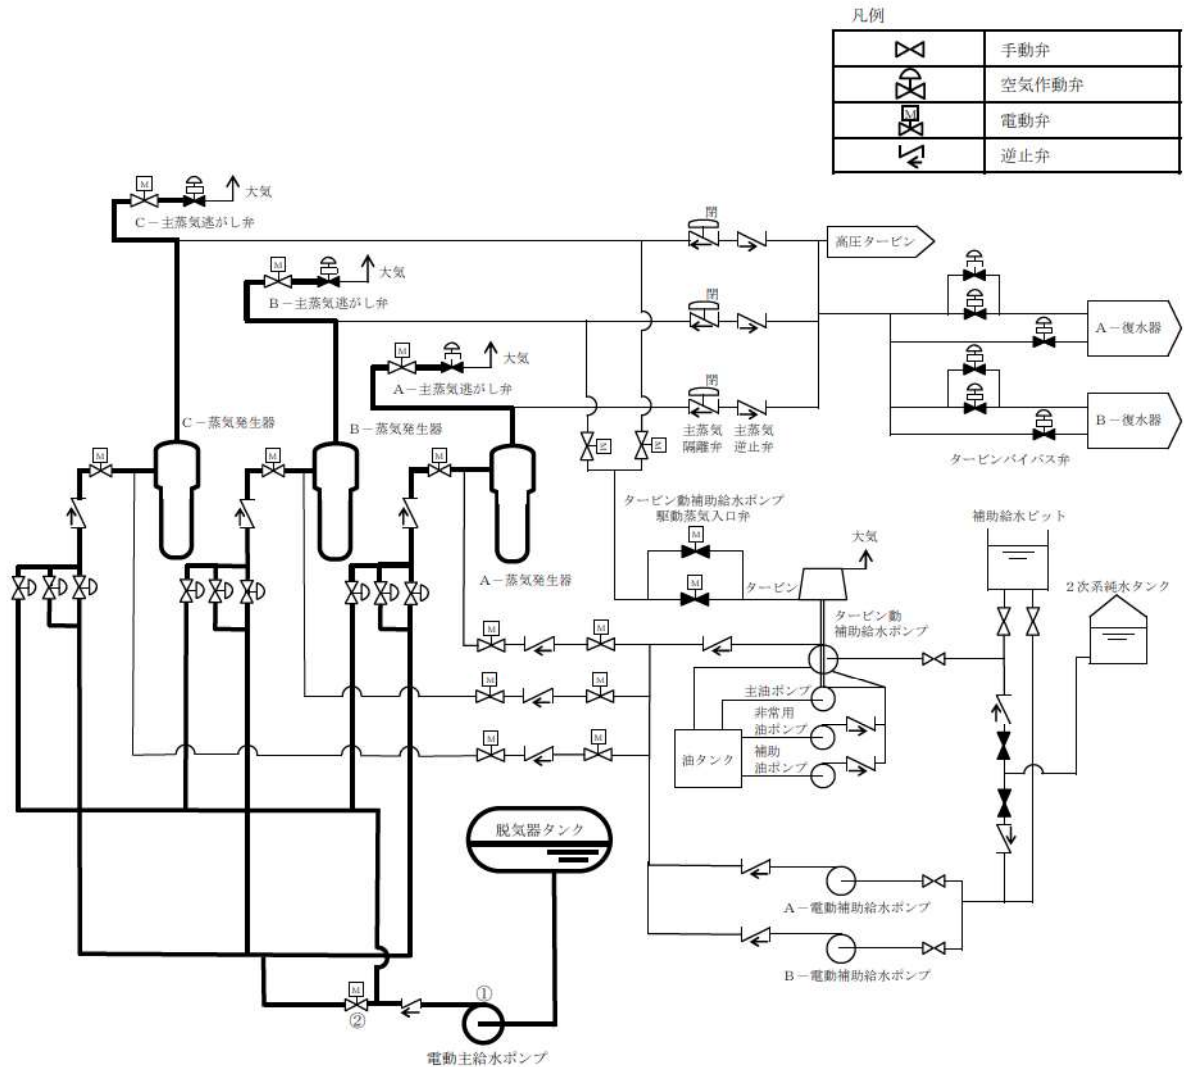 凡例
手動弁
空気作動弁
M
電動弁
逆止弁
M
大気
C－主蒸気逃がし弁
M
大気
B－主蒸気逃がし弁
M
大気
A－主蒸気逃がし弁
閉
閉
閉
高圧タービン
A－復水器
B－復水器
タービンバイパス弁
主蒸気
隔離弁
主蒸気
逆止弁
C－蒸気発生器
B－蒸気発生器
A－蒸気発生器
M
M
M
M
M
タービン動補助給水ポンプ
駆動蒸気入口弁
M
M
タービン
大気
補助給水ピット
2次系純水タンク
タービン動
補助給水ポンプ
M
M
M
M
M
M
主油ポンプ
非常用
油ポンプ
補助
油ポンプ
油タンク
脱気器タンク
A－電動補助給水ポンプ
B－電動補助給水ポンプ
M
②
①
電動主給水ポンプ